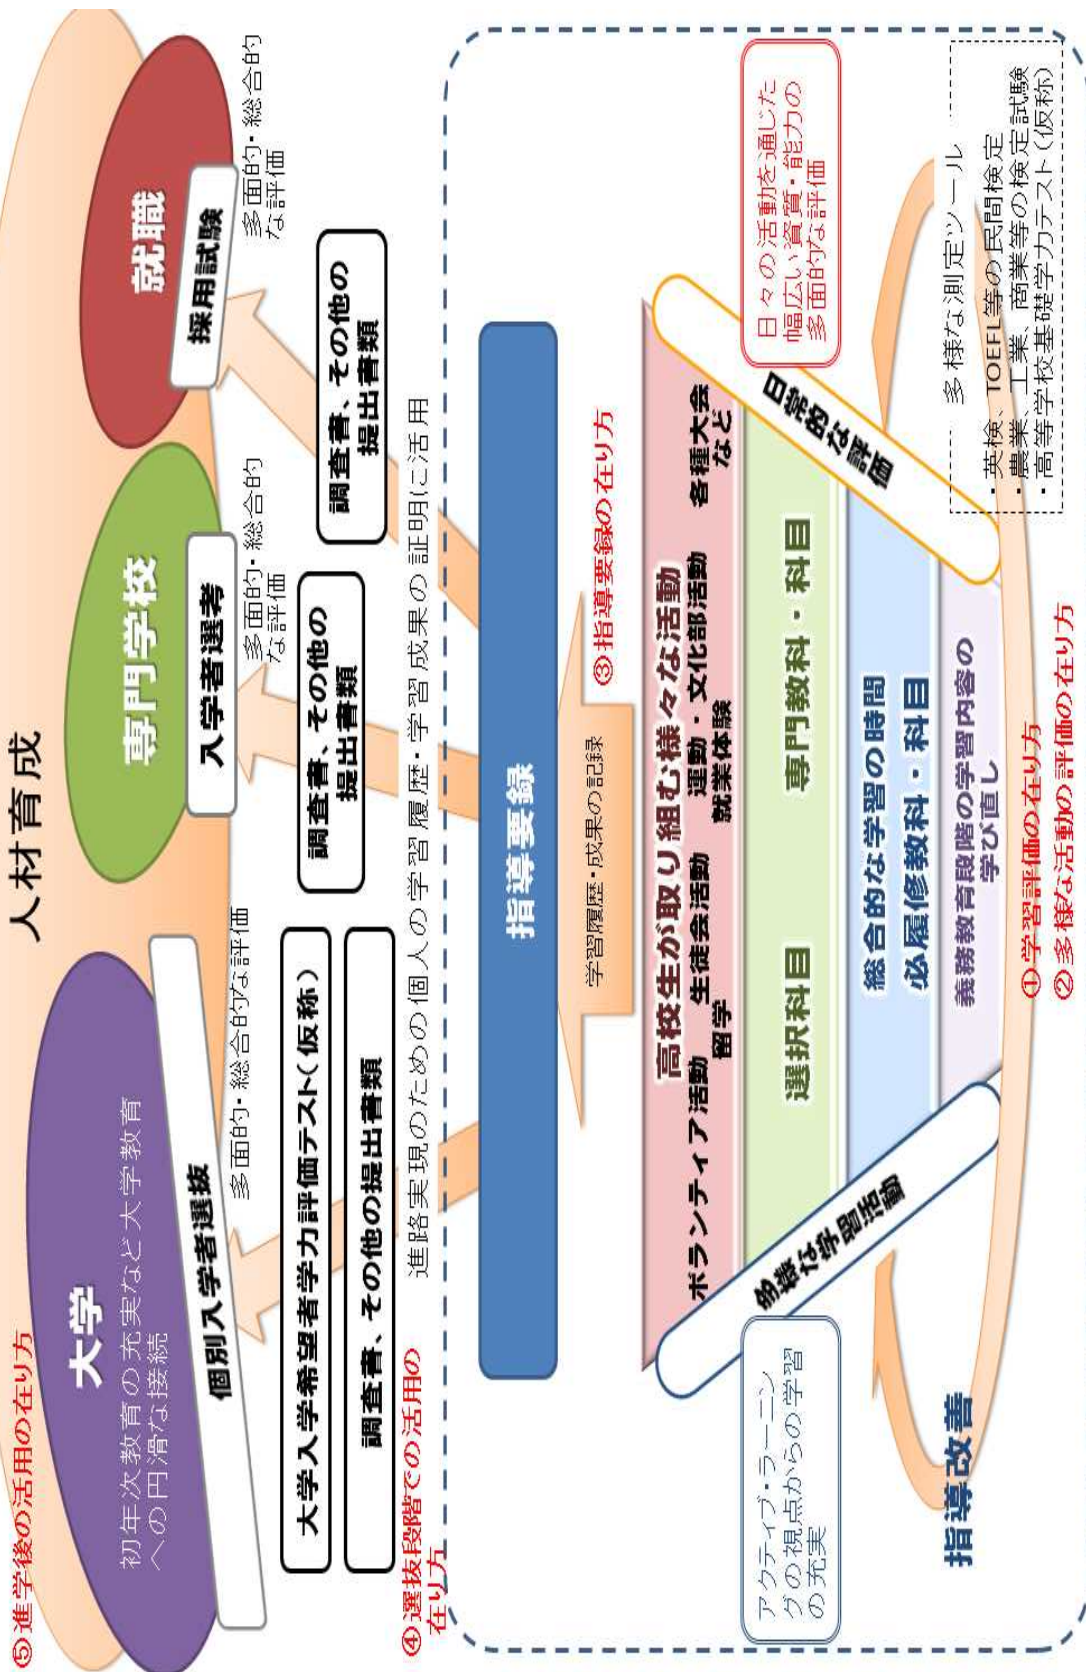 ⑤進学後の活用の在り方
人材育成
大学
初年次教育の充実など大学教育
への円滑な接続
専門学校
就職
個別入学者選抜
入学者選考
採用試験
多面的・総合的な評価
多面的・総合的
な評価
多面的・総合的
な評価
大学入学希望者学力評価テスト（仮称）
調査書、その他の提出書類
調査書、その他の
提出書類
調査書、その他の
提出書類
④選抜段階での活用の
在り方
進路実現のための個人の学習履歴・学習成果の証明に活用
指導要録
学習履歴・成果の記録
③指導要録の在り方
高校生が取り組む様々な活動
ボランティア活動　生徒会活動　運動・文化部活動　各種大会
留学　就業体験　など
選択科目　専門教科・科目
総合的な学習の時間
必履修教科・科目
義務教育段階の学習内容の
学び直し
多様な学習活動
日常的な評価
アクティブ・ラーニン
グの視点からの学習
の充実
日々の活動を通じた
幅広い資質・能力の
多面的な評価
指導改善
多様な測定ツール
・英検、TOEFL等の民間検定
・農業、工業、商業等の検定試験
・高等学校基礎学力テスト（仮称）
①学習評価の在り方
②多様な活動の評価の在り方